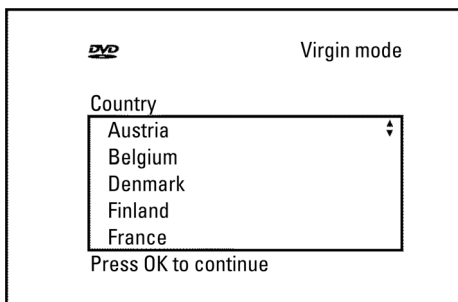 DVD Virgin mode
Country
Austria
Belgium
Denmark
Finland
France
Press OK to continue